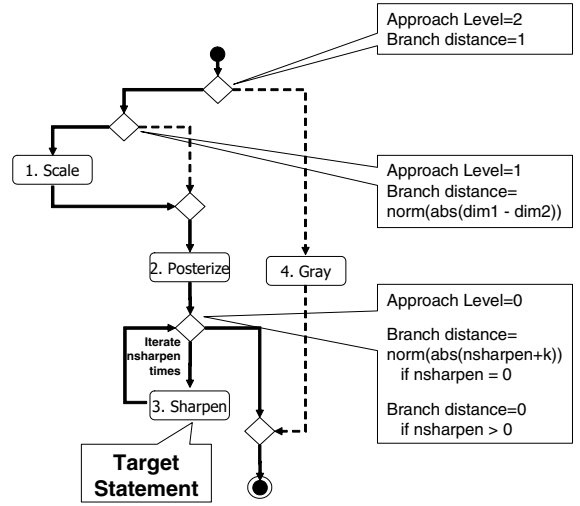 Approach Level=2
Branch distance=1
1. Scale
Approach Level=1
Branch distance=
norm(abs(dim1 - dim2))
2. Posterize
4. Gray
Approach Level=0
Branch distance=
norm(abs(nsharpen+k))
if nsharpen = 0
Branch distance=0
if nsharpen > 0
Iterate
nsharpen
times
3. Sharpen
Target
Statement